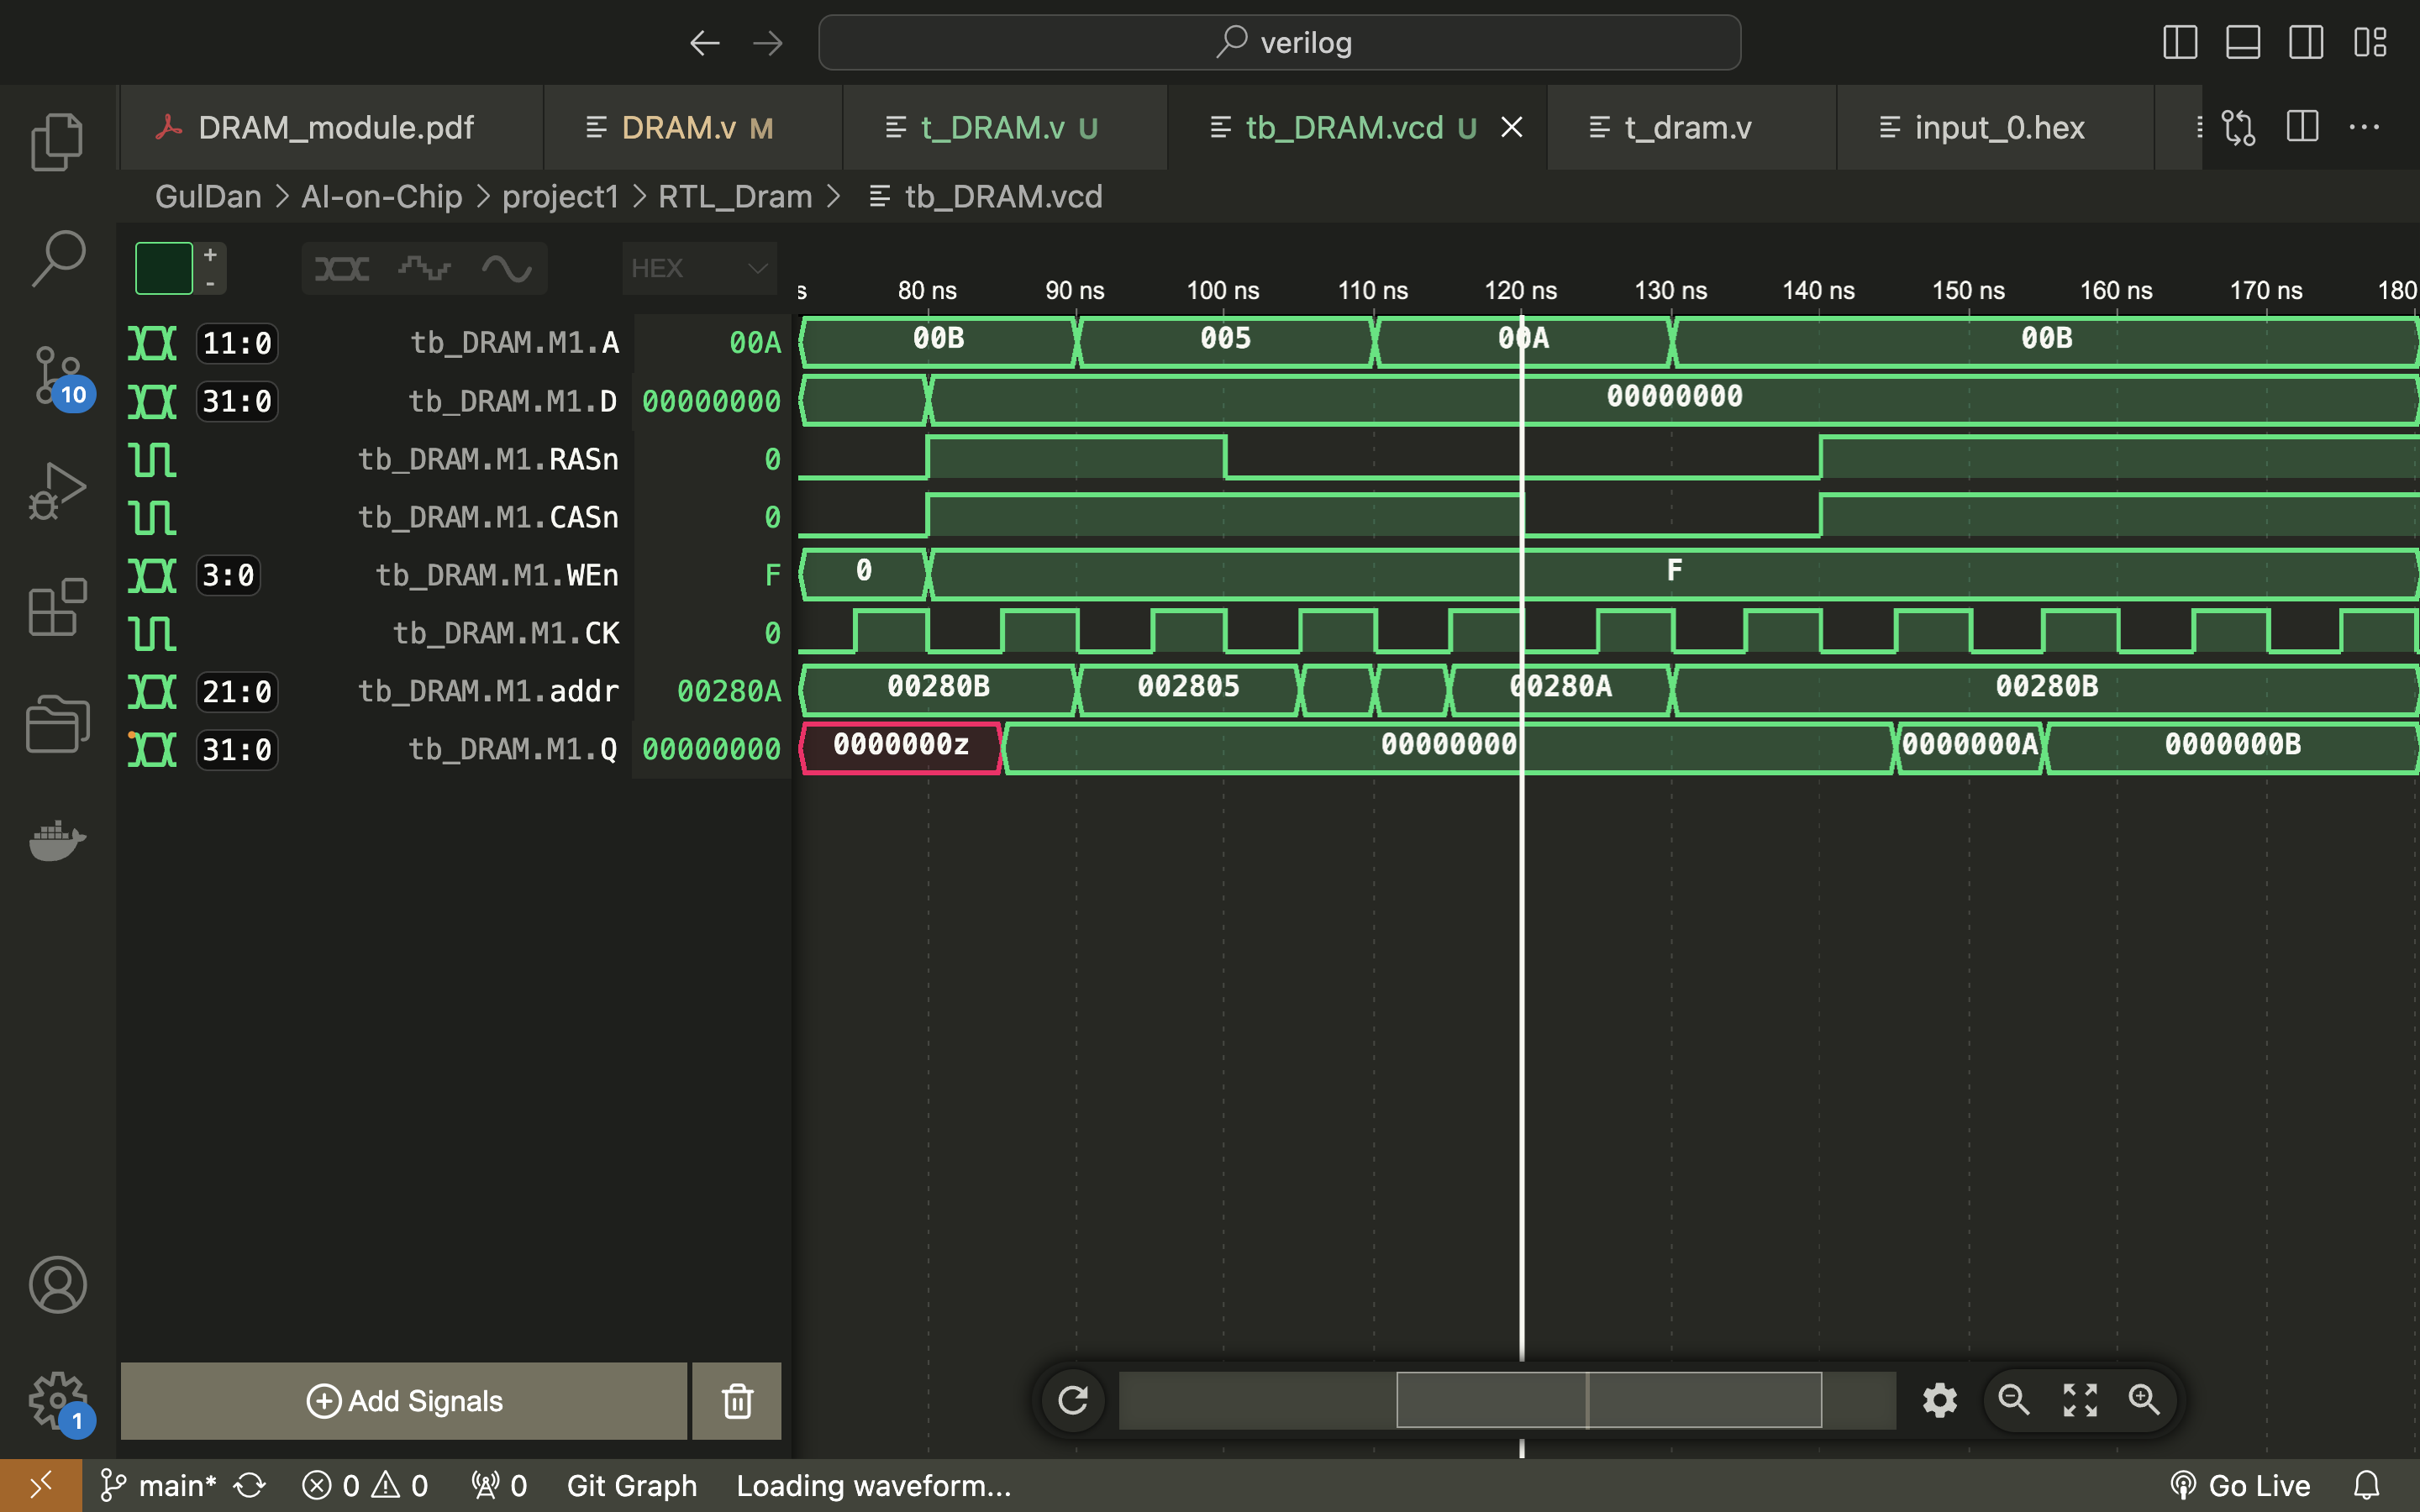 verilog
DRAM_module.pdf DRAM.v M t_DRAM.v U tb_DRAM.vcd U t_dram.v input_0.hex
GulDan > AI-on-Chip > project1 > RTL_Dram > tb_DRAM.vcd
+
-
HEX
s 80 ns 90 ns 100 ns 110 ns 120 ns 130 ns 140 ns 150 ns 160 ns 170 ns 180
11:0 tb_DRAM.M1.A 00A 00B 005 00A 00B
31:0 tb_DRAM.M1.D 00000000 00000000
tb_DRAM.M1.RASn 0
tb_DRAM.M1.CASn 0
3:0 tb_DRAM.M1.WEn F 0 F
tb_DRAM.M1.CK 0
21:0 tb_DRAM.M1.addr 00280A 00280B 002805 00280A 00280B
31:0 tb_DRAM.M1.Q 00000000 0000000z 00000000 0000000A 0000000B
10
Add Signals
1
main* 0 0 0 Git Graph Loading waveform... Go Live